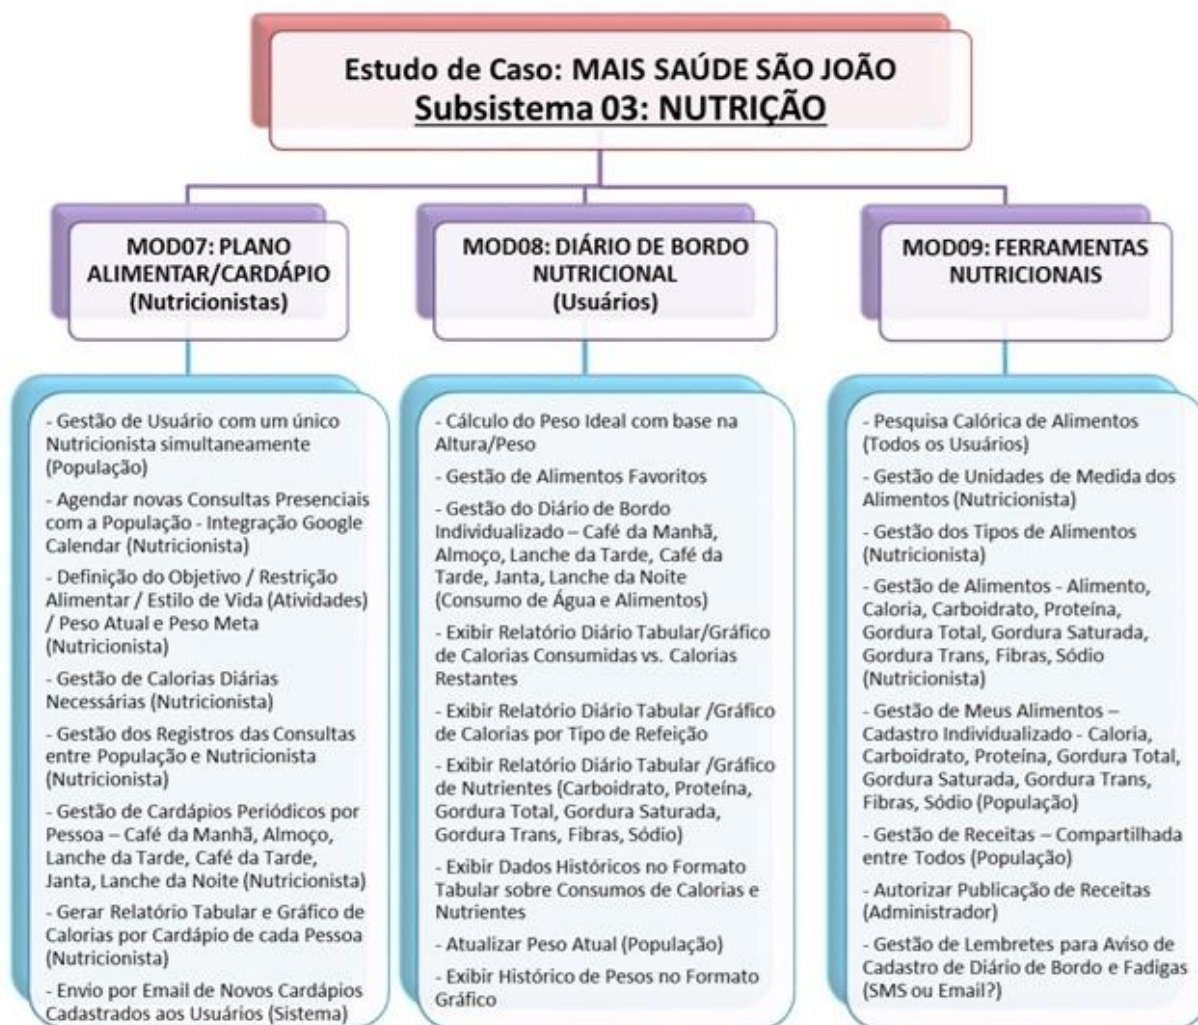 Estudo de Caso: MAIS SAÚDE SÃO JOÃO
Subsistema 03: NUTRIÇÃO
MOD07: PLANO
ALIMENTAR/CARDÁPIO
(Nutricionistas)
- Gestão de Usuário com um único
Nutricionista simultaneamente
(População)
- Agendar novas Consultas Presenciais
com a População - Integração Google
Calendar (Nutricionista)
- Definição do Objetivo / Restrição
Alimentar / Estilo de Vida (Atividades)
/ Peso Atual e Peso Meta
(Nutricionista)
- Gestão de Calorias Diárias
Necessárias (Nutricionista)
- Gestão dos Registros das Consultas
entre População e Nutricionista
(Nutricionista)
- Gestão de Cardápios Periódicos por
Pessoa – Café da Manhã, Almoço,
Lanche da Tarde, Café da Tarde,
Janta, Lanche da Noite (Nutricionista)
- Gerar Relatório Tabular e Gráfico de
Calorias por Cardápio de cada Pessoa
(Nutricionista)
- Envio por Email de Novos Cardápios
Cadastrados aos Usuários (Sistema)
MOD08: DIÁRIO DE BORDO
NUTRICIONAL
(Usuários)
- Cálculo do Peso Ideal com base na
Altura/Peso
- Gestão de Alimentos Favoritos
- Gestão do Diário de Bordo
Individualizado – Café da Manhã,
Almoço, Lanche da Tarde, Café da
Tarde, Janta, Lanche da Noite
(Consumo de Água e Alimentos)
- Exibir Relatório Diário Tabular/Gráfico
de Calorias Consumidas vs. Calorias
Restantes
- Exibir Relatório Diário Tabular /Gráfico
de Calorias por Tipo de Refeição
- Exibir Relatório Diário Tabular /Gráfico
de Nutrientes (Carboidrato, Proteína,
Gordura Total, Gordura Saturada,
Gordura Trans, Fibras, Sódio)
- Exibir Dados Históricos no Formato
Tabular sobre Consumos de Calorias e
Nutrientes
- Atualizar Peso Atual (População)
- Exibir Histórico de Pesos no Formato
Gráfico
MOD09: FERRAMENTAS
NUTRICIONAIS
- Pesquisa Calórica de Alimentos
(Todos os Usuários)
- Gestão de Unidades de Medida dos
Alimentos (Nutricionista)
- Gestão dos Tipos de Alimentos
(Nutricionista)
- Gestão de Alimentos - Alimento,
Caloria, Carboidrato, Proteína,
Gordura Total, Gordura Saturada,
Gordura Trans, Fibras, Sódio
(Nutricionista)
- Gestão de Meus Alimentos –
Cadastro Individualizado - Caloria,
Carboidrato, Proteína, Gordura Total,
Gordura Saturada, Gordura Trans,
Fibras, Sódio (População)
- Gestão de Receitas – Compartilhada
entre Todos (População)
- Autorizar Publicação de Receitas
(Administrador)
- Gestão de Lembretes para Aviso de
Cadastro de Diário de Bordo e Fadigas
(SMS ou Email?)